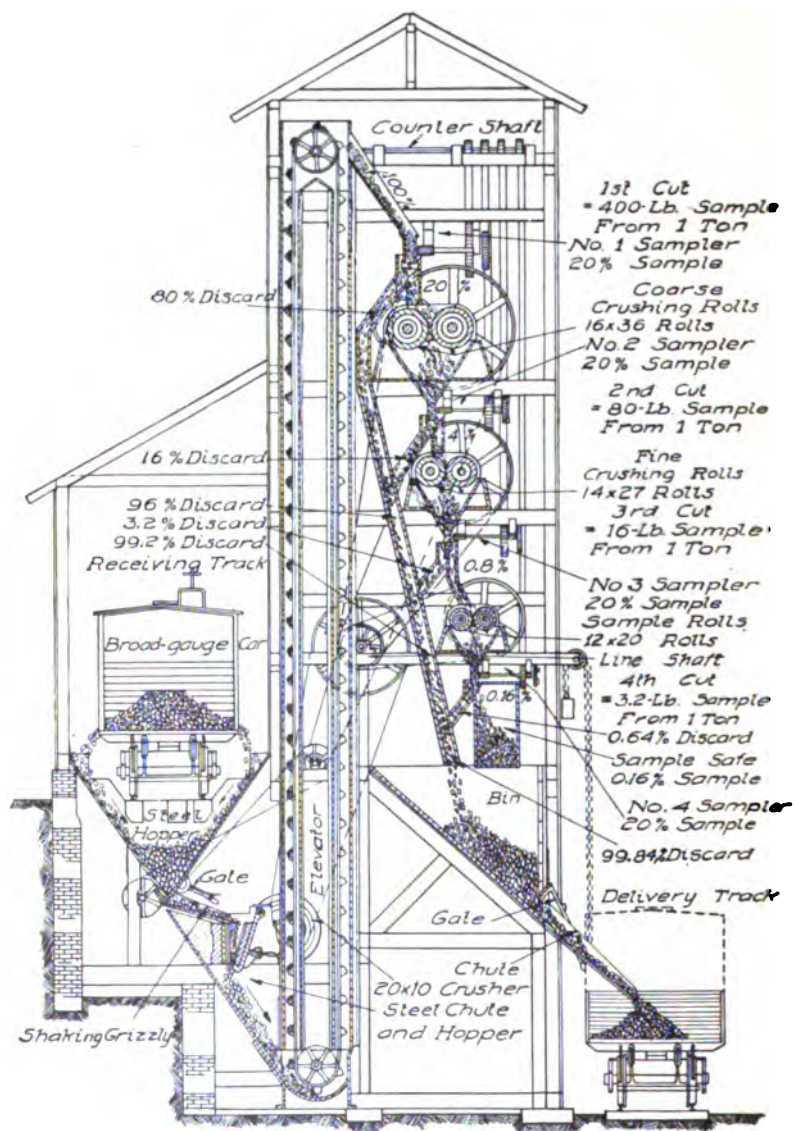 Counter Shaft
100%
1st Cut
= 400-Lb. Sample
From 1 Ton
No. 1 Sampler
20% Sample
80% Discard
20%
Coarse
Crushing Rolls
16x36 Rolls
No. 2 Sampler
20% Sample
2nd Cut
= 80-Lb. Sample
From 1 Ton
4%
16% Discard
Fine
Crushing Rolls
14x27 Rolls
3rd Cut
= 16-Lb. Sample
From 1 Ton
96% Discard
3.2% Discard
99.2% Discard
Receiving Track
0.8%
No 3 Sampler
20% Sample
Sample Rolls
12x20 Rolls
Line Shaft
4th Cut
= 3.2-Lb. Sample
From 1 Ton
0.64% Discard
Sample Safe
0.16% Sample
No. 4 Sampler
20% Sample
99.84% Discard
Broad-gauge Car
0.16%
Steel
Hopper
Gate
Elevator
Bin
Gate
Chute
Delivery Track
20x10 Crusher
Steel Chute
and Hopper
Shaking Grizzly